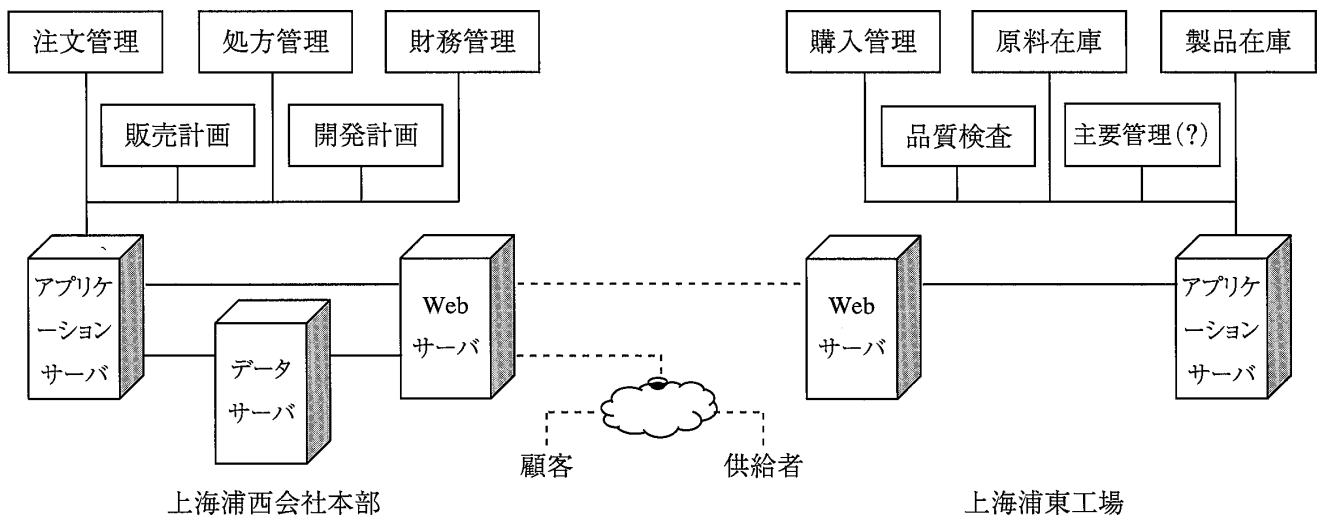 注文管理
処方管理
財務管理
購入管理
原料在庫
製品在庫
販売計画
開発計画
品質検査
主要管理(?)
アプリケ
ーション
サーバ
データ
サーバ
Web
サーバ
Web
サーバ
アプリケ
ーション
サーバ
顧客
供給者
上海浦西会社本部
上海浦東工場